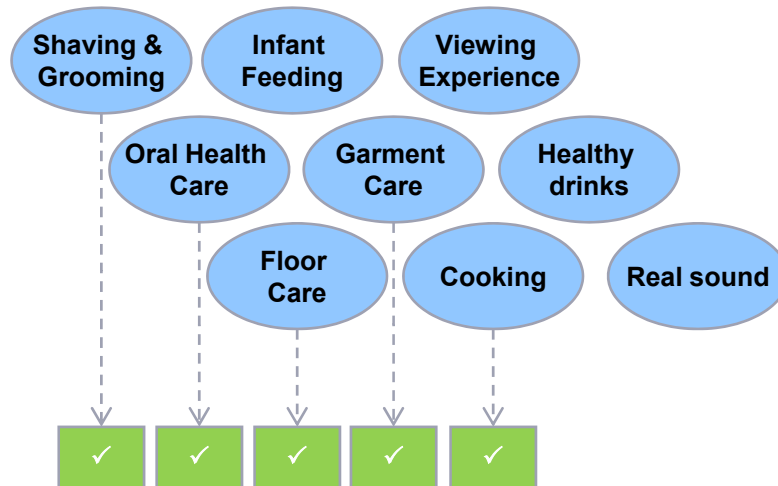 Shaving &
Grooming
Infant
Feeding
Viewing
Experience
Oral Health
Care
Garment
Care
Healthy
drinks
Floor
Care
Cooking
Real sound
✓ ✓ ✓ ✓ ✓